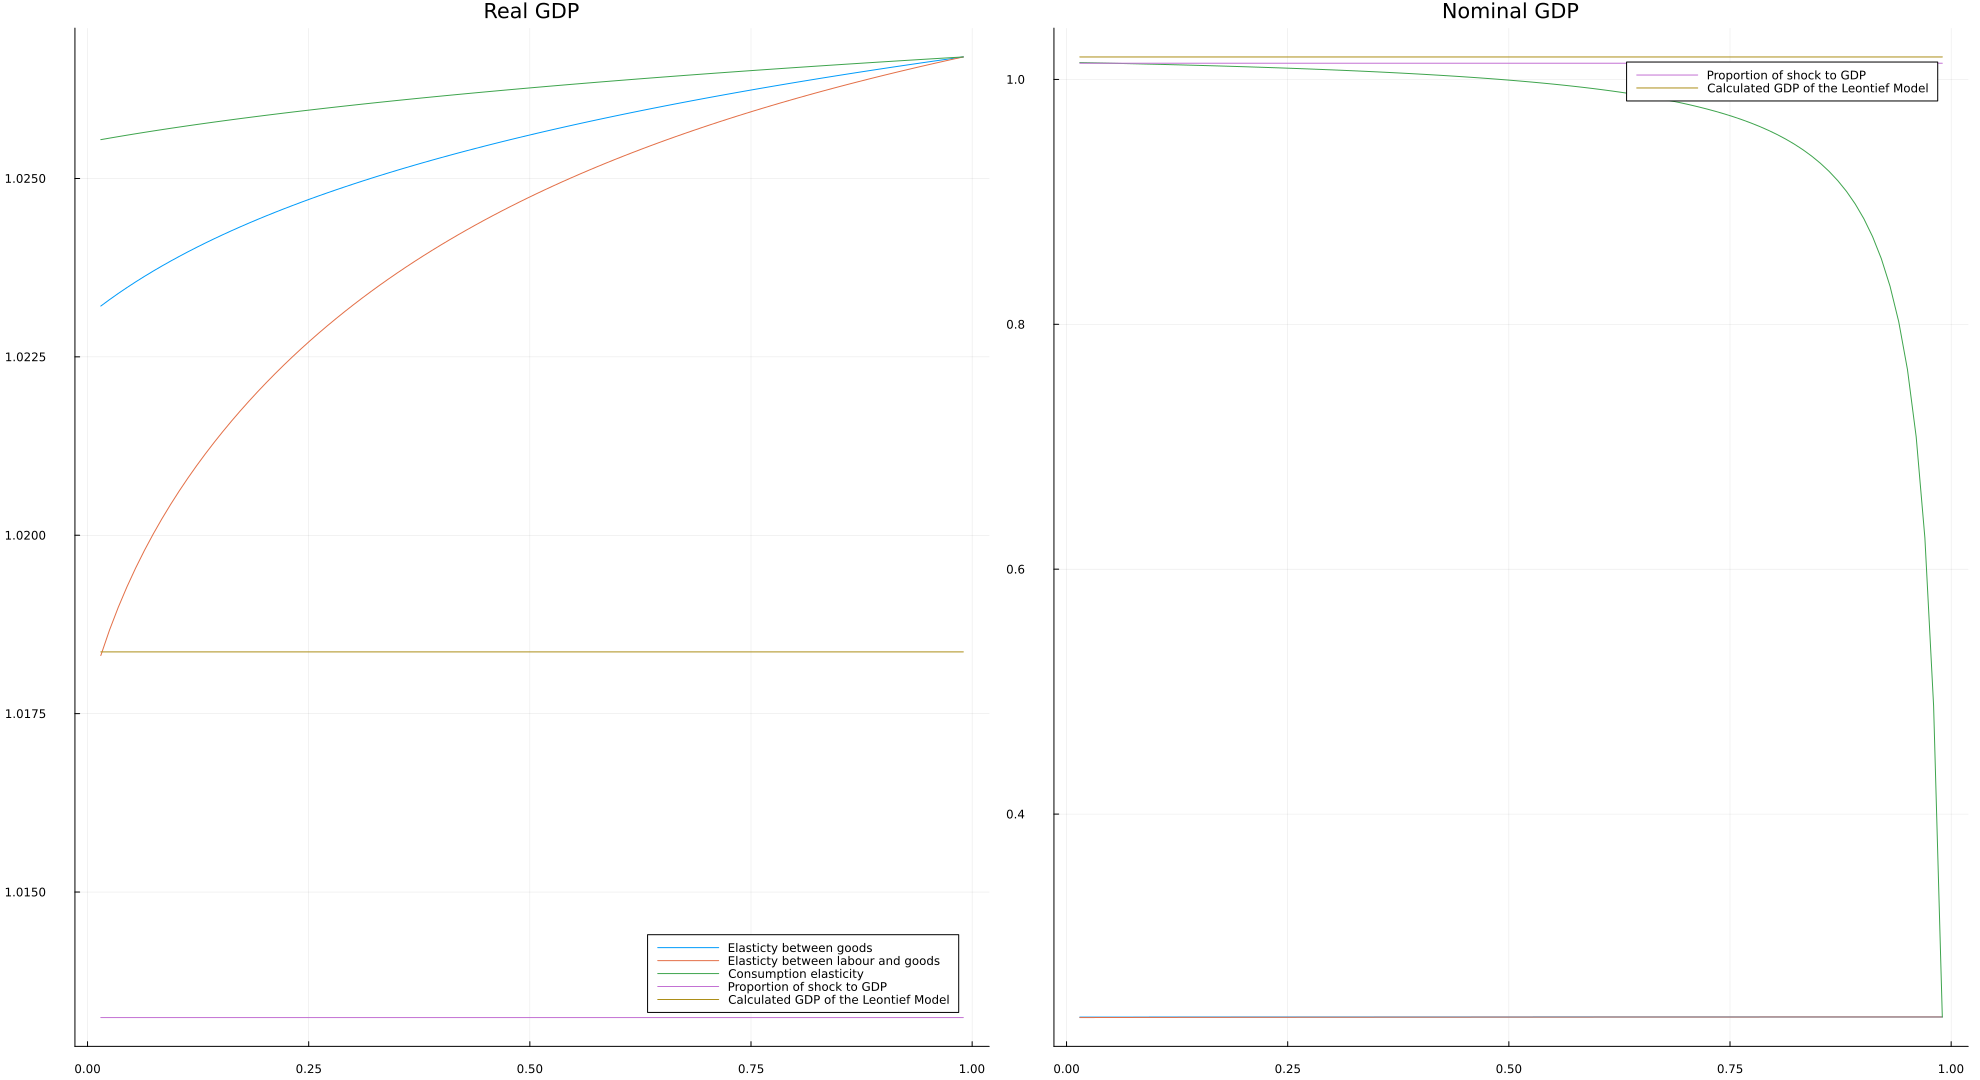 Real GDP
1.0250
1.0225
1.0200
1.0175
1.0150
0.00 0.25 0.50 0.75 1.00
Elasticty between goods
Elasticty between labour and goods
Consumption elasticity
Proportion of shock to GDP
Calculated GDP of the Leontief Model
Nominal GDP
1.0
0.8
0.6
0.4
0.00 0.25 0.50 0.75 1.00
Proportion of shock to GDP
Calculated GDP of the Leontief Model